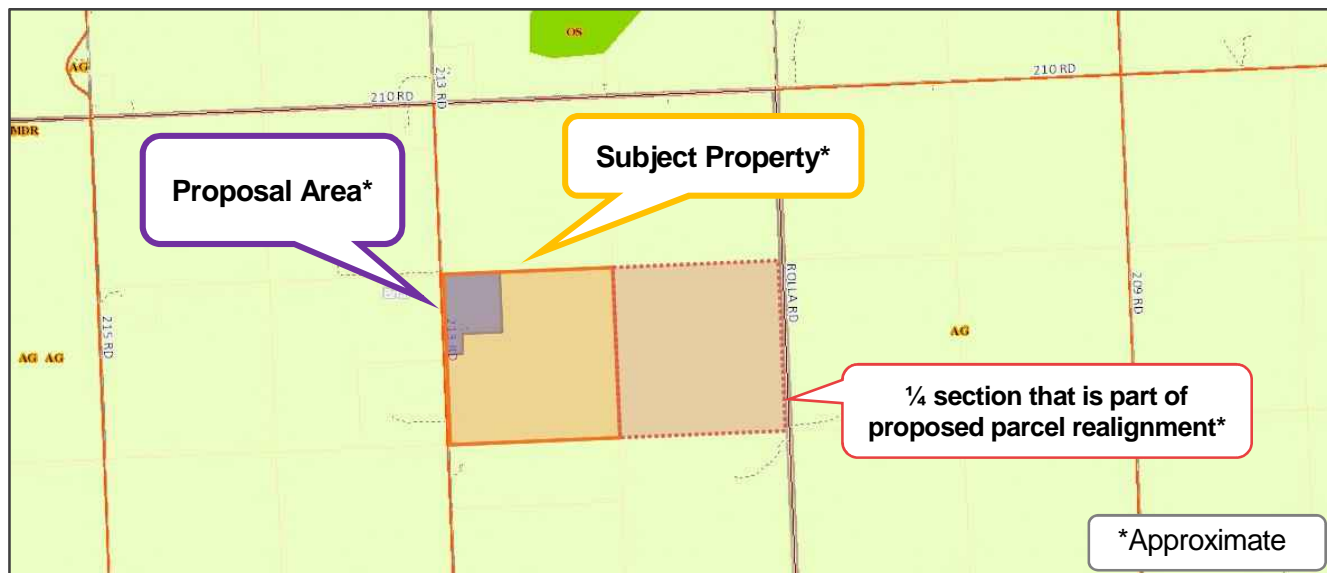 OS
AG
213 RD
210 RD
210 RD
MDR
Proposal Area*
Subject Property*
215 RD
213 RD
ROLLA RD
209 RD
AG AG
AG
¼ section that is part of
proposed parcel realignment*
*Approximate